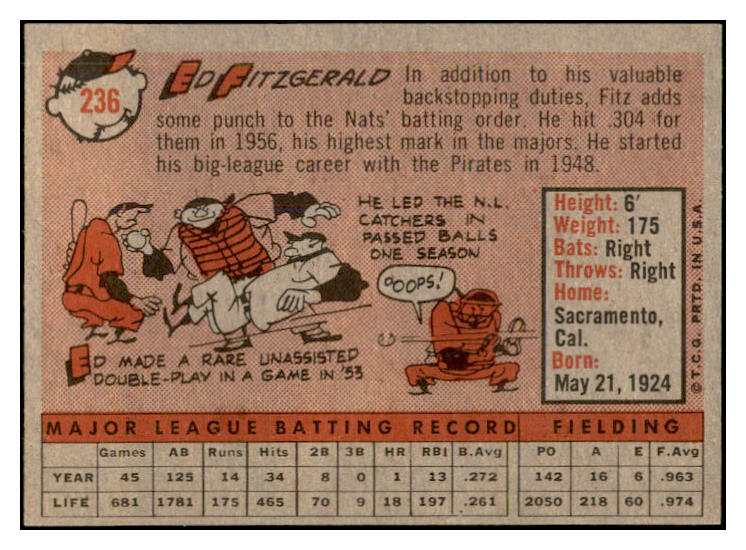 236
ED FITZGERALD
In addition to his valuable
backstopping duties, Fitz adds
some punch to the Nats' batting order. He hit .304 for
them in 1956, his highest mark in the majors. He started
his big-league career with the Pirates in 1948.
HE LED THE N.L.
CATCHERS IN
PASSED BALLS
ONE SEASON
OOOPS!
ED MADE A RARE UNASSISTED
DOUBLE-PLAY IN A GAME IN '53
Height: 6'
Weight: 175
Bats: Right
Throws: Right
Home:
Sacramento,
Cal.
Born:
May 21, 1924
© T.C.G. PRTD. IN U.S.A.
MAJOR LEAGUE BATTING RECORD FIELDING
Games AB Runs Hits 2B 3B HR RBI B.Avg PO A E F.Avg
YEAR 45 125 14 34 8 0 1 13 .272 142 16 6 .963
LIFE 681 1781 175 465 70 9 18 197 .261 2050 218 60 .974